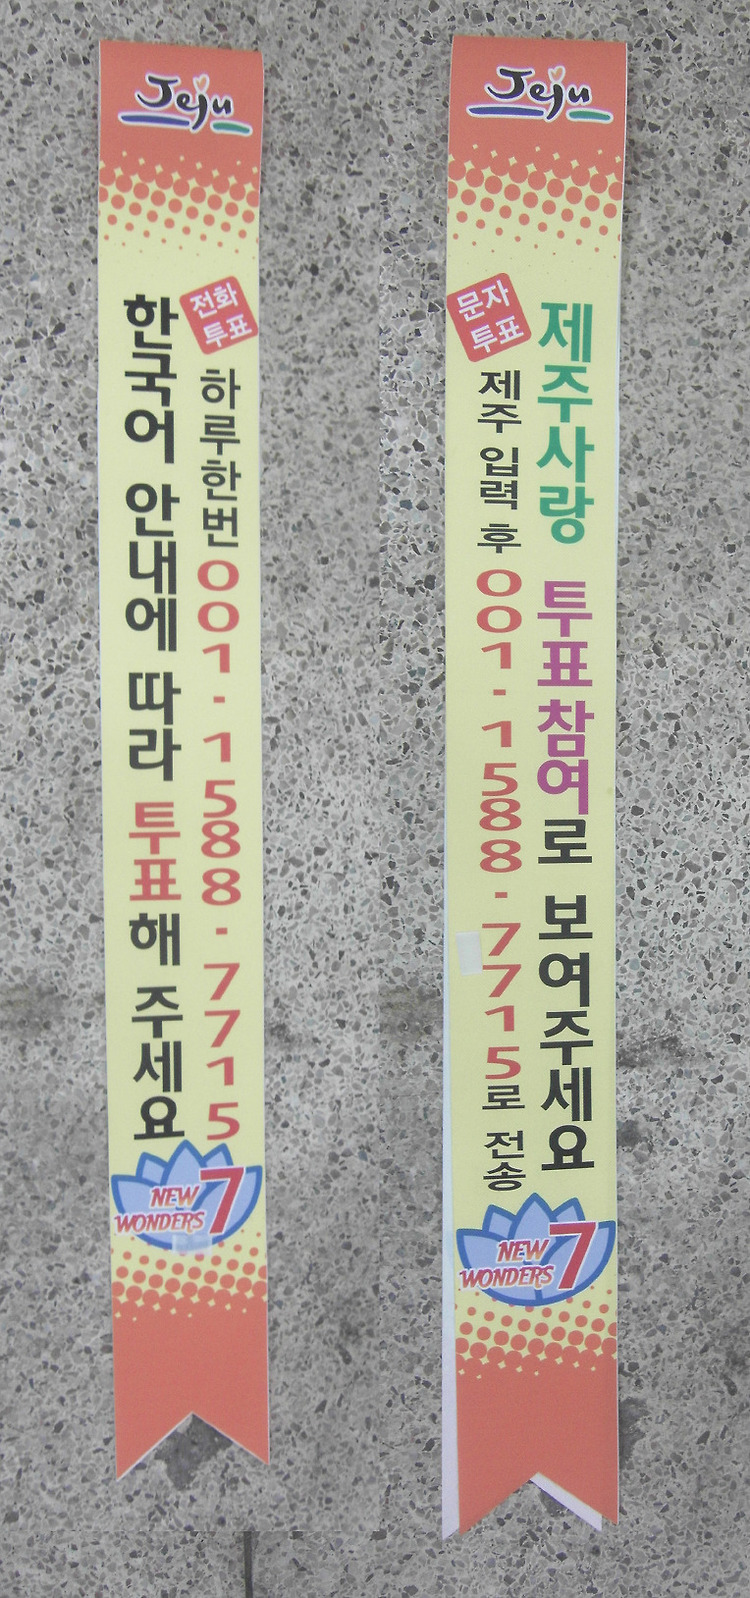 Jeju
전화
투표
하루한번 001-1588-7715
한국어 안내에 따라 투표해 주세요
NEW
WONDERS 7
Jeju
제주사랑 투표참여로 보여주세요
문자
투표
제주 입력 후 001-1588-7715로 전송
NEW
WONDERS 7